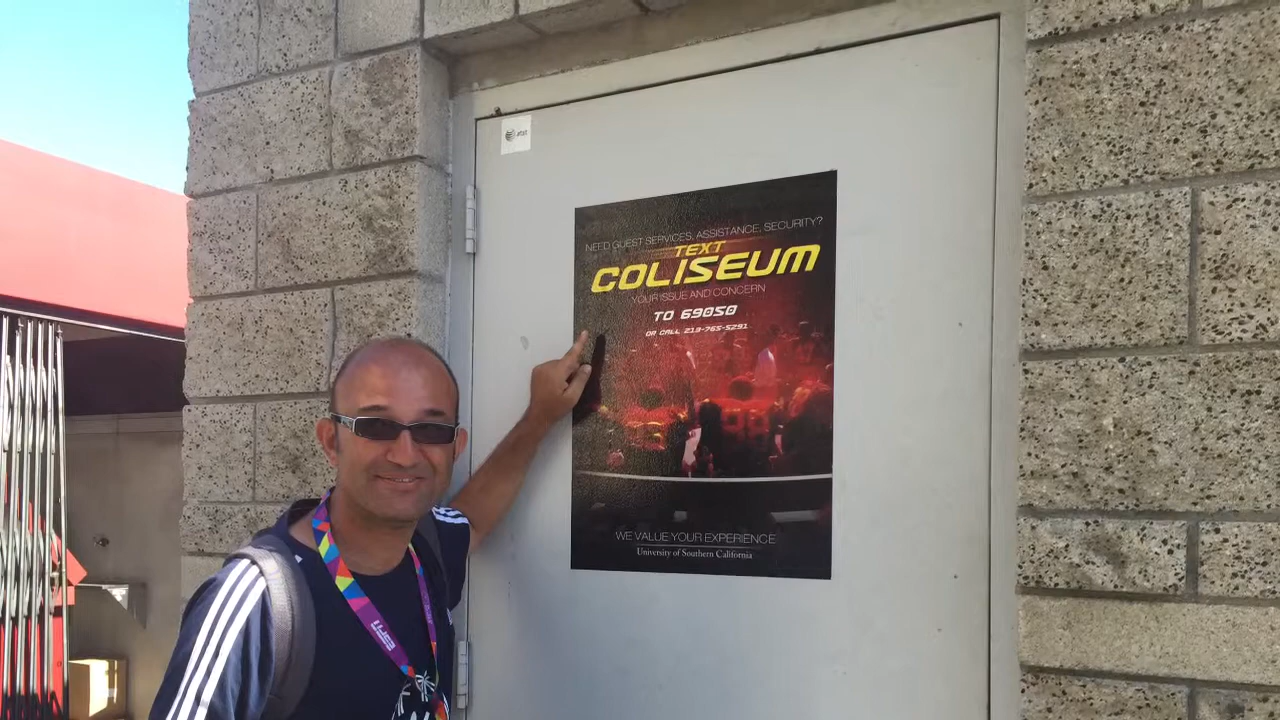 at&t
NEED GUEST SERVICES, ASSISTANCE, SECURITY?
TEXT
COLISEUM
YOUR ISSUE AND CONCERN
TO 69050
OR CALL 213-765-5291
WE VALUE YOUR EXPERIENCE
University of Southern California